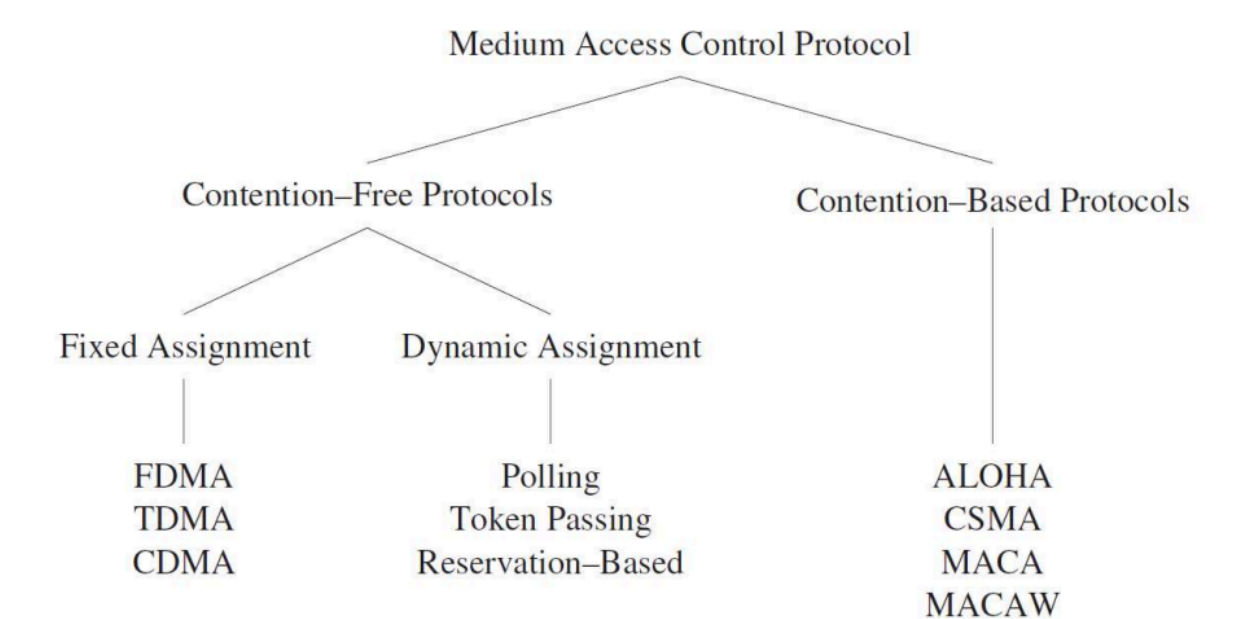 Medium Access Control Protocol
Contention–Free Protocols
Contention–Based Protocols
Fixed Assignment
Dynamic Assignment
FDMA
TDMA
CDMA
Polling
Token Passing
Reservation–Based
ALOHA
CSMA
MACA
MACAW